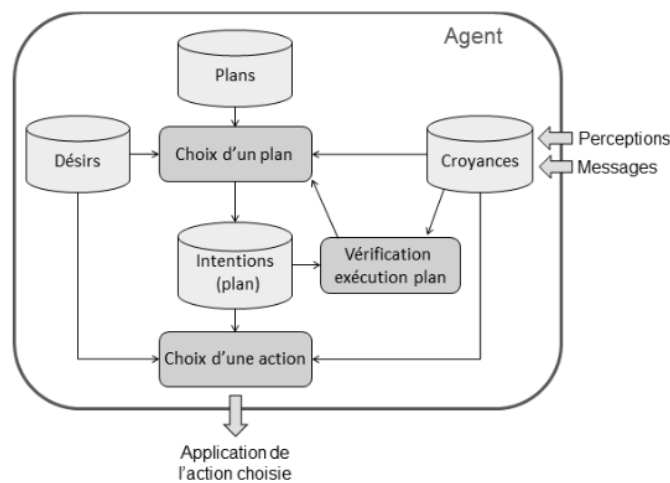 Agent
Plans
Désirs
Choix d'un plan
Croyances
Perceptions
Messages
Intentions
(plan)
Vérification
exécution plan
Choix d'une action
Application de
l'action choisie